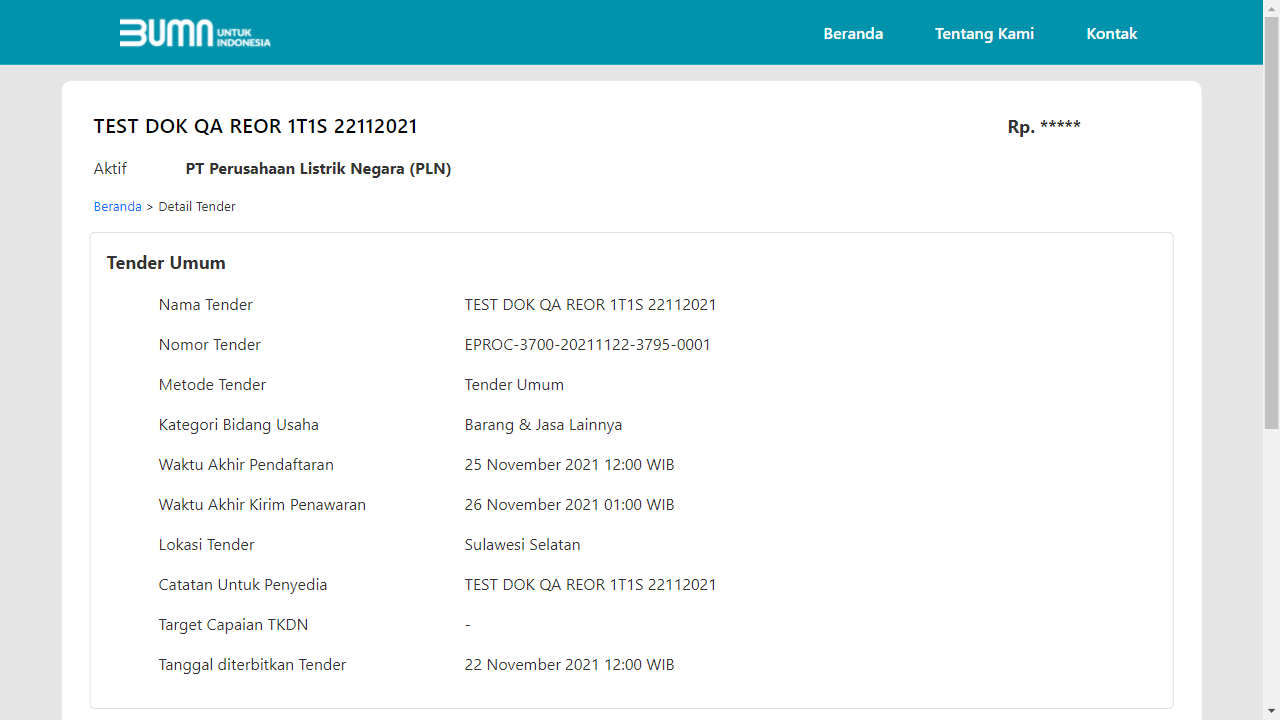 BUMN UNTUK INDONESIA
Beranda Tentang Kami Kontak
TEST DOK QA REOR 1T1S 22112021 Rp. *****
Aktif PT Perusahaan Listrik Negara (PLN)
Beranda > Detail Tender
Tender Umum
Nama Tender TEST DOK QA REOR 1T1S 22112021
Nomor Tender EPROC-3700-20211122-3795-0001
Metode Tender Tender Umum
Kategori Bidang Usaha Barang & Jasa Lainnya
Waktu Akhir Pendaftaran 25 November 2021 12:00 WIB
Waktu Akhir Kirim Penawaran 26 November 2021 01:00 WIB
Lokasi Tender Sulawesi Selatan
Catatan Untuk Penyedia TEST DOK QA REOR 1T1S 22112021
Target Capaian TKDN -
Tanggal diterbitkan Tender 22 November 2021 12:00 WIB